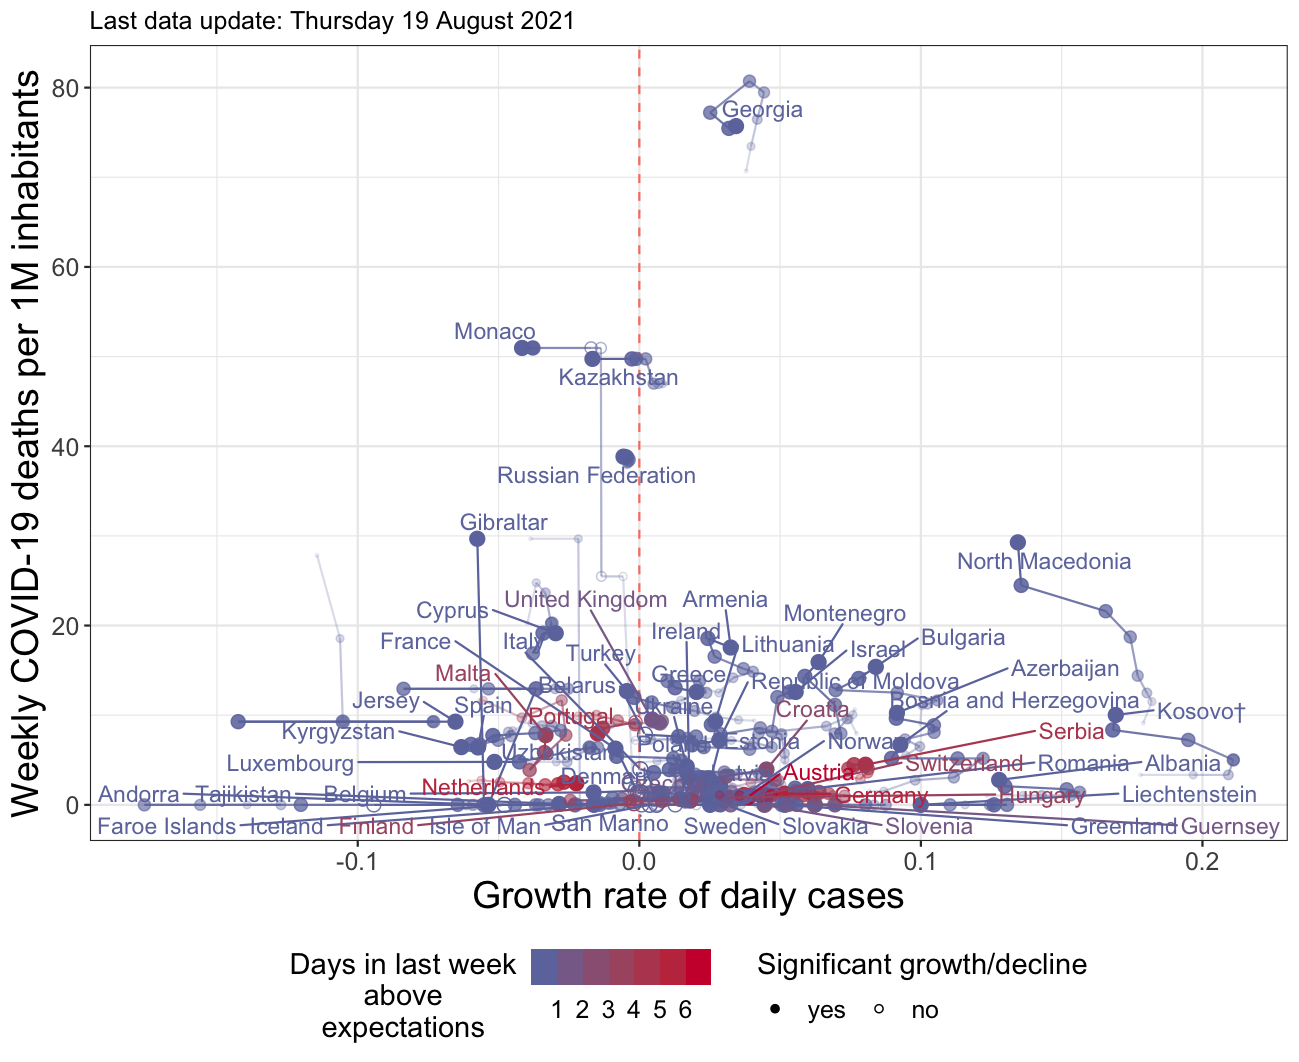 Last data update: Thursday 19 August 2021
Weekly COVID-19 deaths per 1M inhabitants
80
60
40
20
0
Georgia
Monaco
Kazakhstan
Russian Federation
Gibraltar
North Macedonia
United Kingdom
Armenia
Cyprus
Montenegro
France
Italy
Ireland
Lithuania
Israel
Bulgaria
Turkey
Malta
Greece
Republic of Moldova
Azerbaijan
Belarus
Jersey
Spain
Ukraine
Bosnia and Herzegovina
Portugal
Croatia
Kosovo†
Kyrgyzstan
Serbia
Uzbekistan
Poland
Estonia
Norway
Luxembourg
Switzerland
Romania
Albania
Denmark
Latvia
Austria
Netherlands
Andorra
Tajikistan
Belgium
Germany
Hungary
Liechtenstein
Faroe Islands
Iceland
Finland
Isle of Man
San Marino
Sweden
Slovakia
Slovenia
Greenland
Guernsey
-0.1
0.0
0.1
0.2
Growth rate of daily cases
Days in last week
above
expectations
1 2 3 4 5 6
Significant growth/decline
yes
no